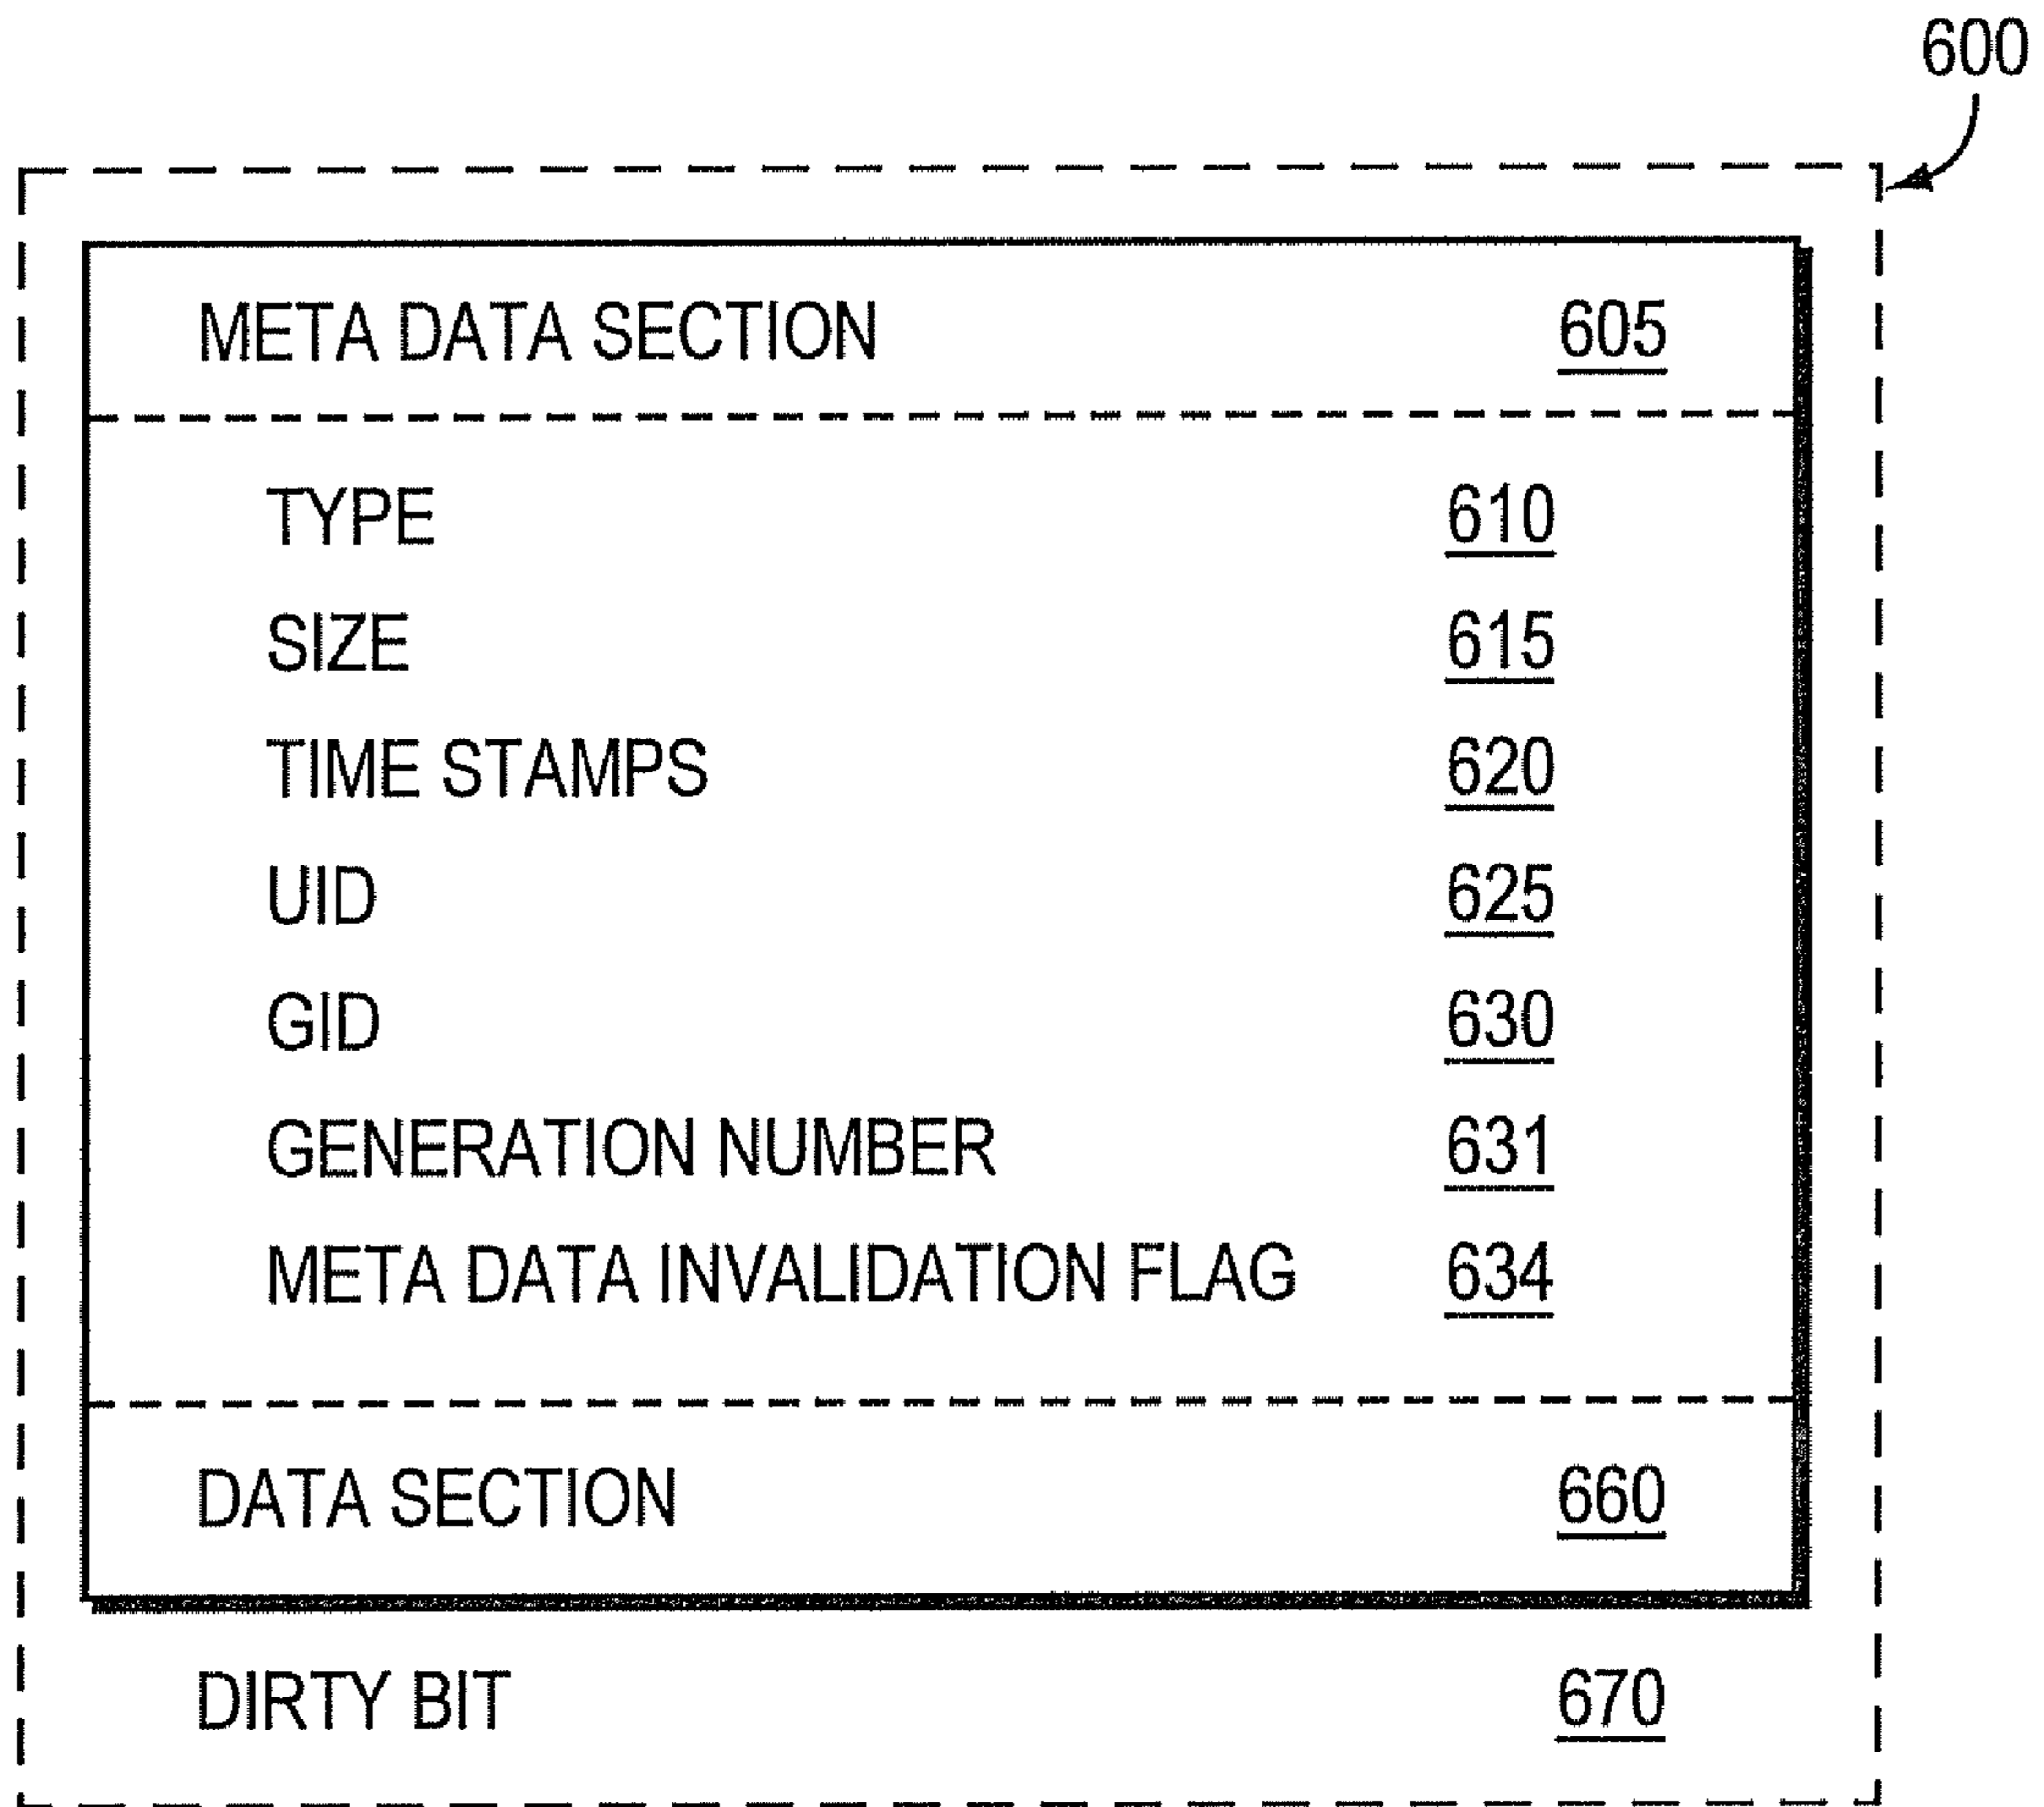 600
META DATA SECTION 605
TYPE 610
SIZE 615
TIME STAMPS 620
UID 625
GID 630
GENERATION NUMBER 631
META DATA INVALIDATION FLAG 634
DATA SECTION 660
DIRTY BIT 670